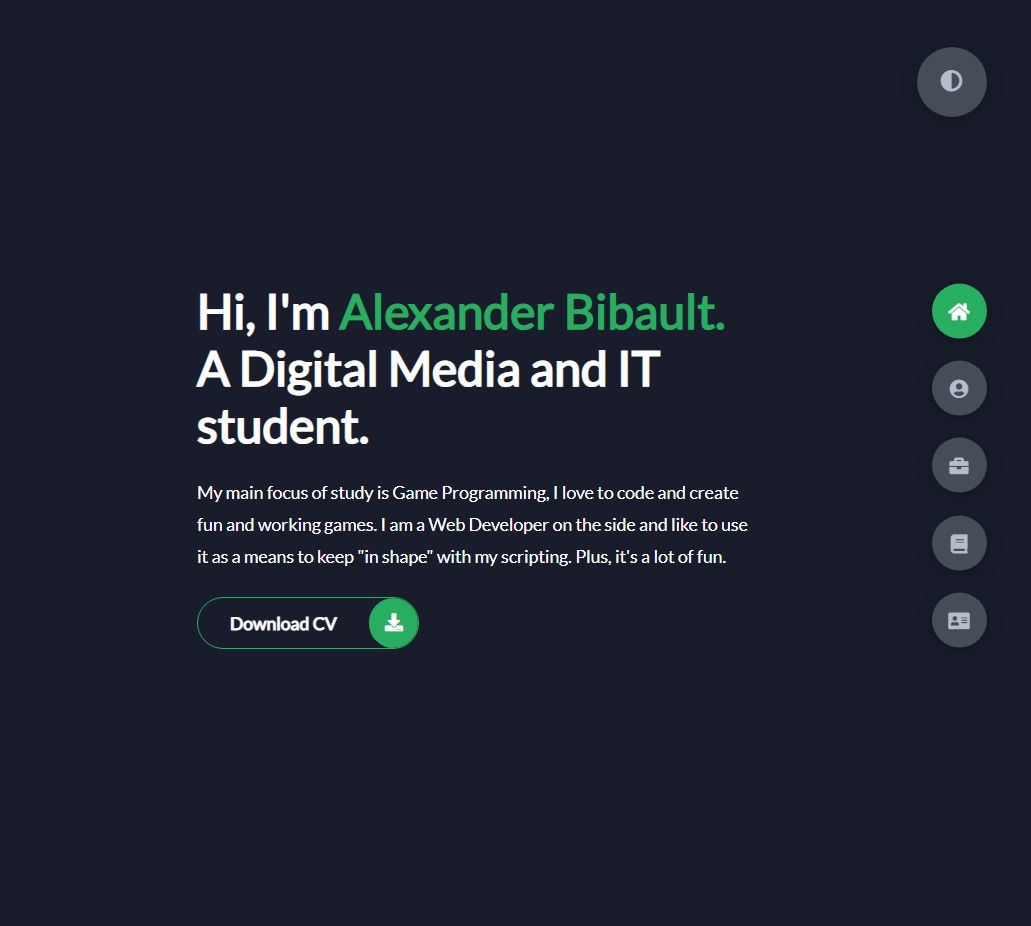 Hi, I'm Alexander Bibault.
A Digital Media and IT
student.
My main focus of study is Game Programming, I love to code and create
fun and working games. I am a Web Developer on the side and like to use
it as a means to keep "in shape" with my scripting. Plus, it's a lot of fun.
Download CV